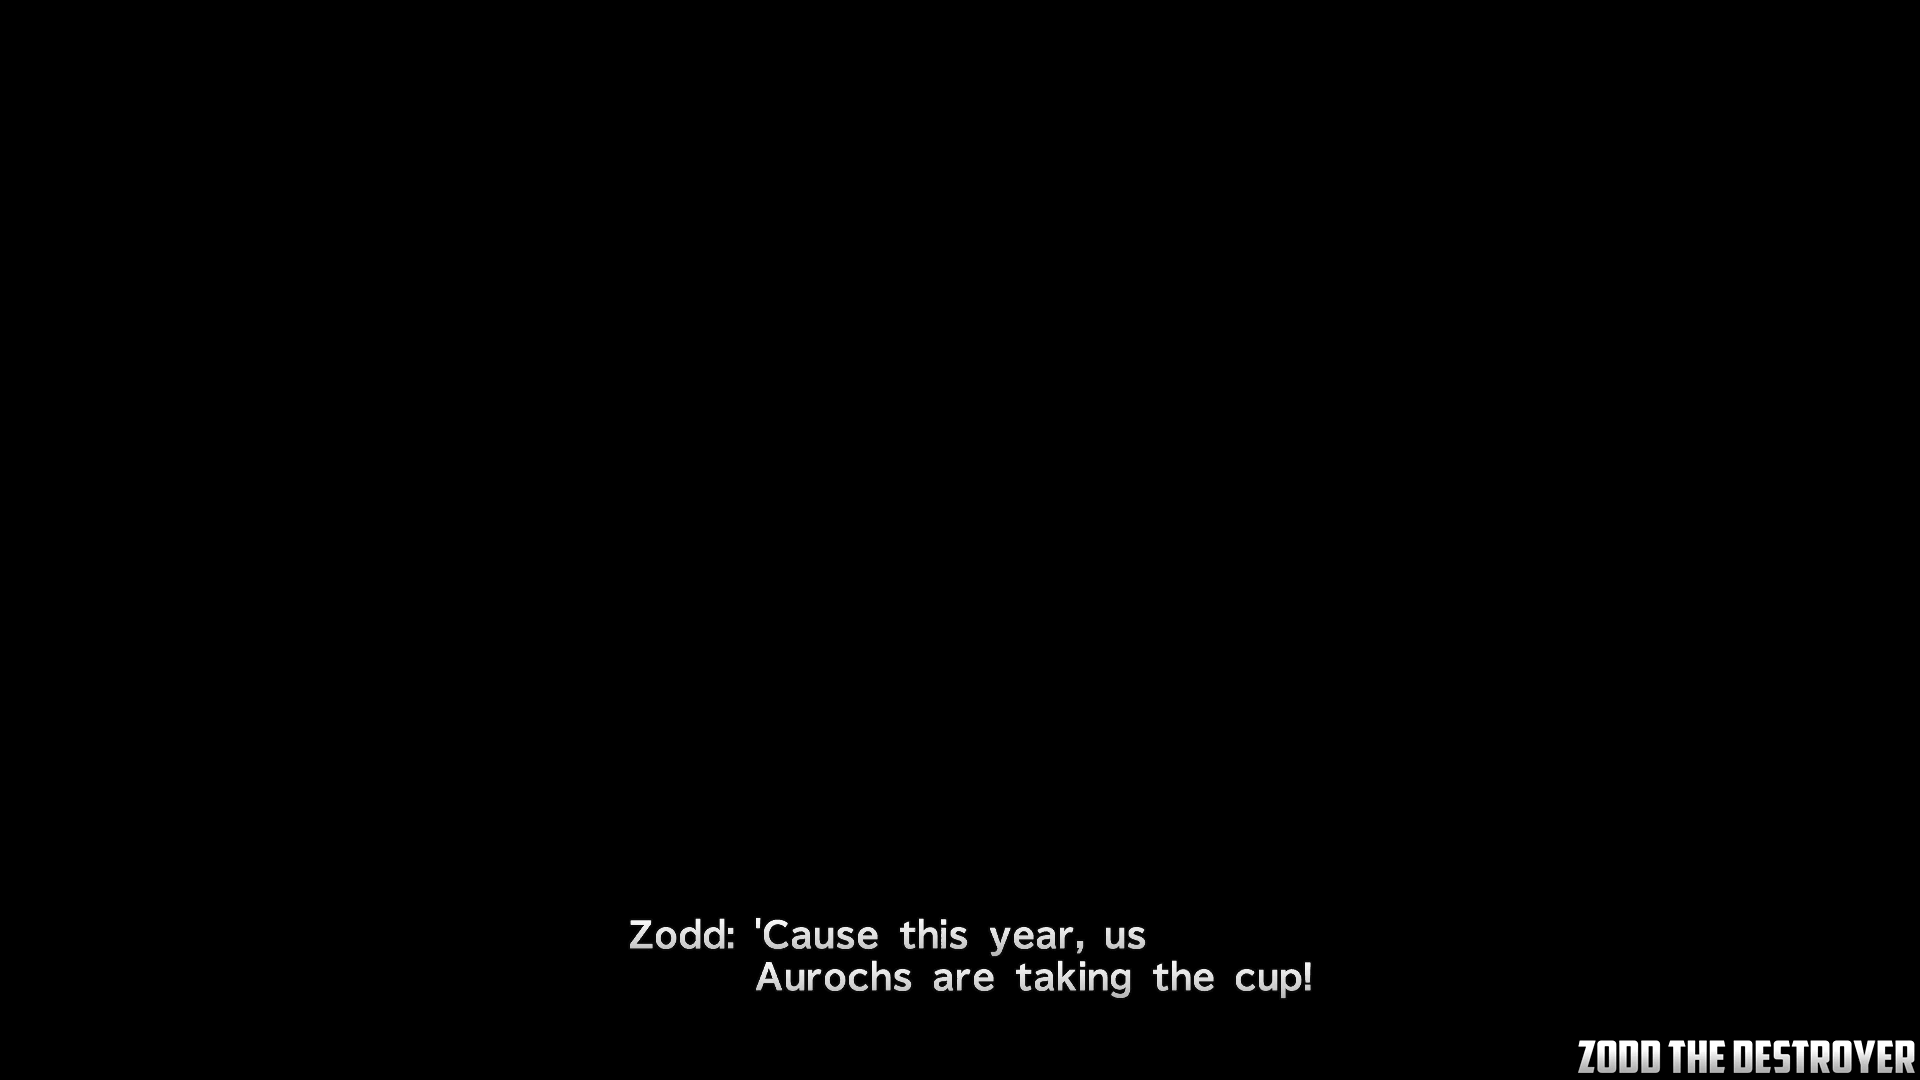 Zodd: 'Cause this year, us
Aurochs are taking the cup!
ZODD THE DESTROYER